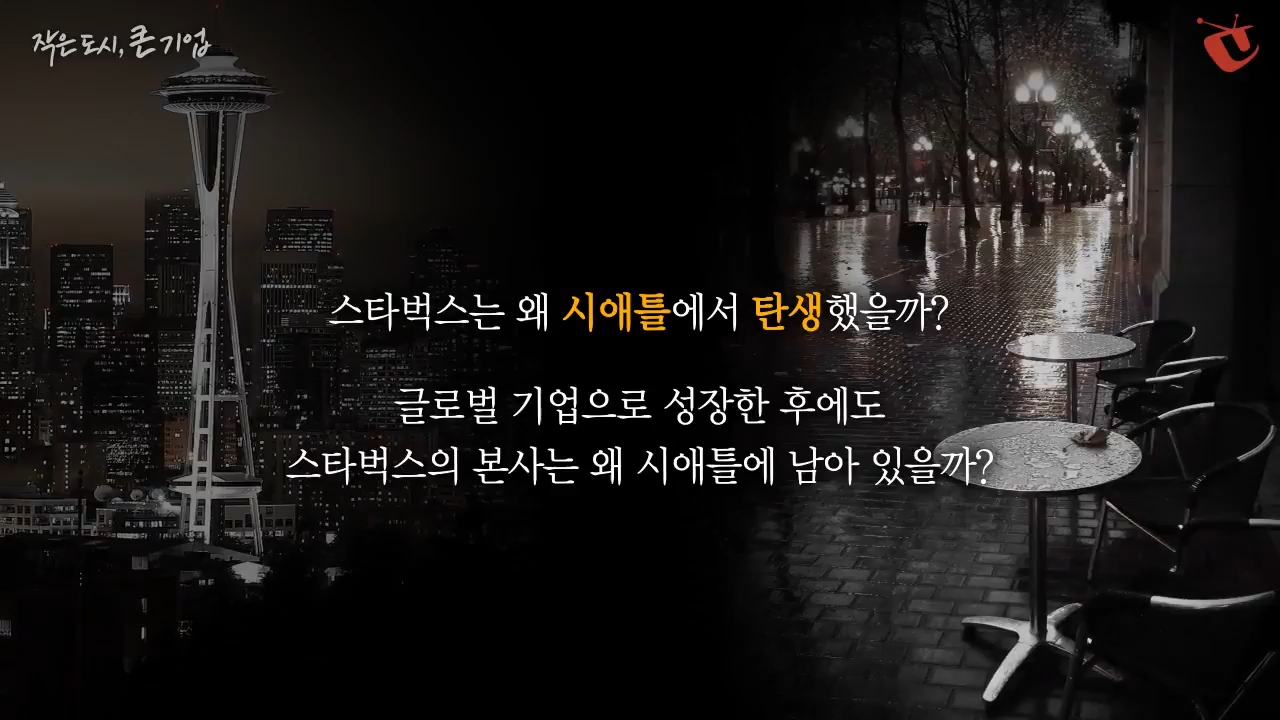 작은 도시, 큰 기업
스타벅스는 왜 시애틀에서 탄생했을까?
글로벌 기업으로 성장한 후에도
스타벅스의 본사는 왜 시애틀에 남아 있을까?